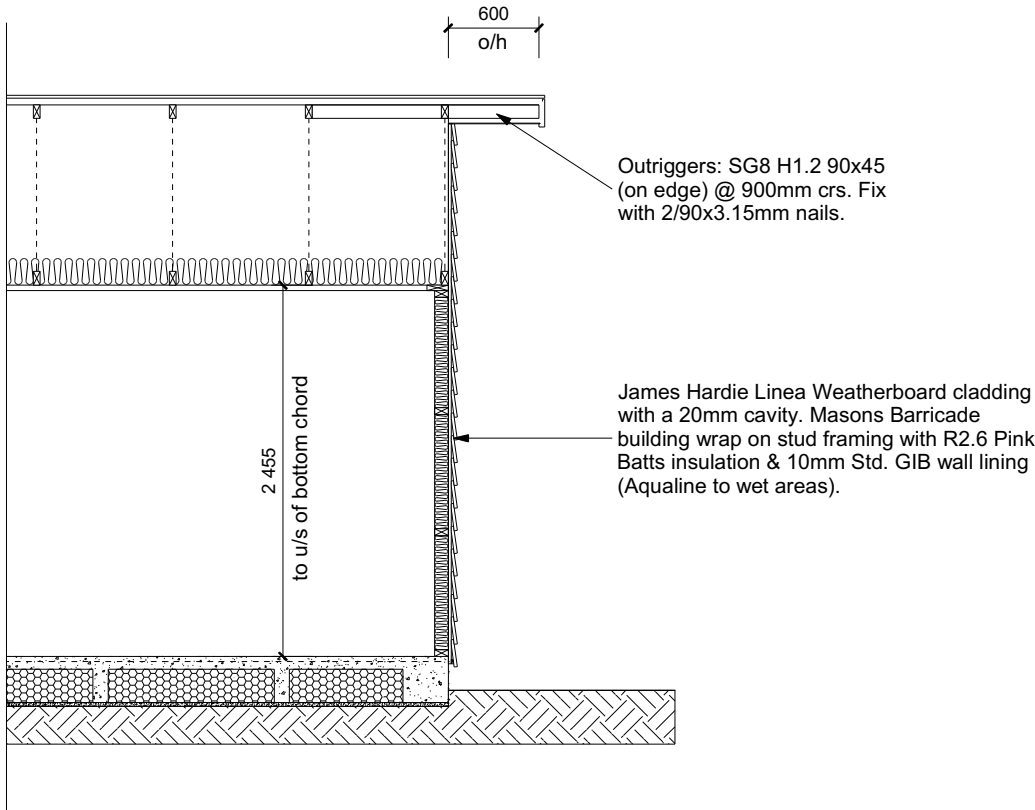 600
o/h
Outriggers: SG8 H1.2 90x45
(on edge) @ 900mm crs. Fix
with 2/90x3.15mm nails.
James Hardie Linea Weatherboard cladding
with a 20mm cavity. Masons Barricade
building wrap on stud framing with R2.6 Pink
Batts insulation & 10mm Std. GIB wall lining
(Aqualine to wet areas).
2 455
to u/s of bottom chord